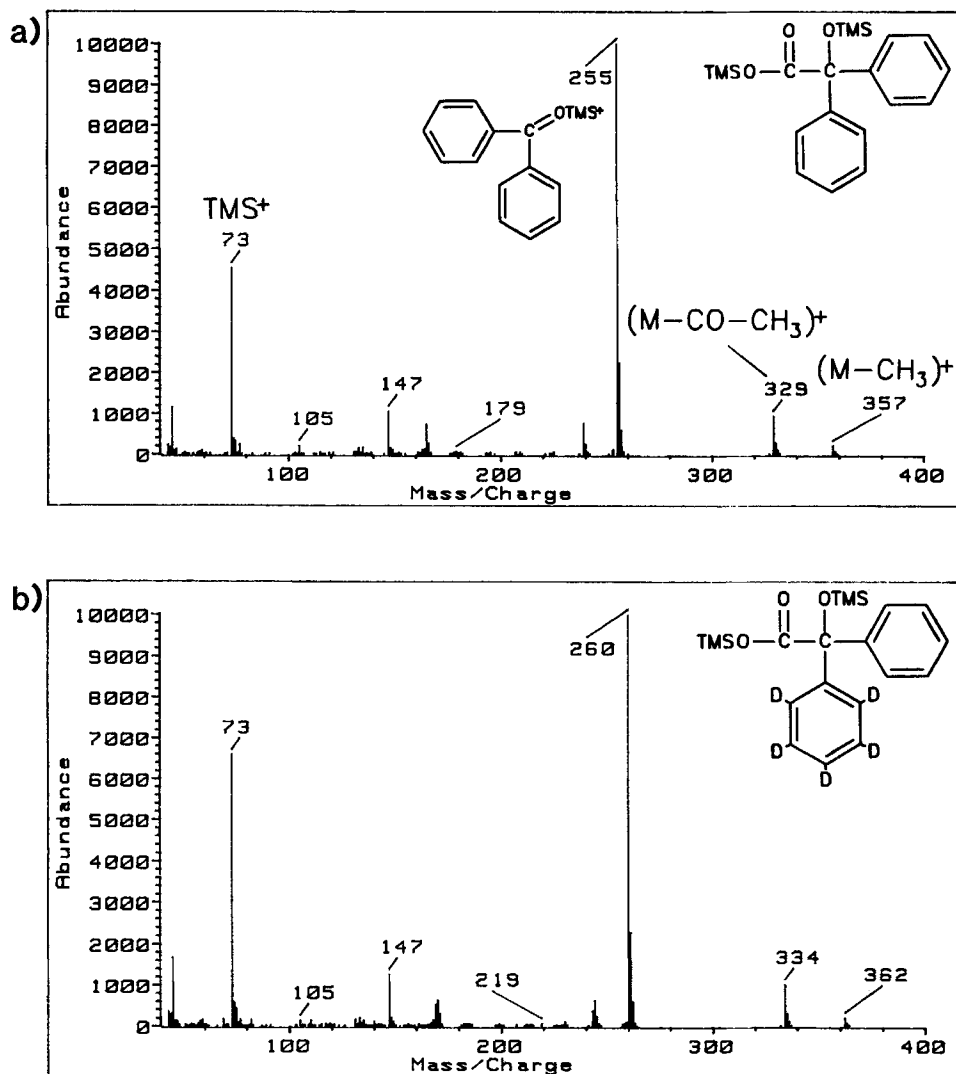 a)
10000
9000
8000
7000
6000
5000
4000
3000
2000
1000
0
Abundance
TMS+
73
105
147
179
255
C
OTMS+
(M-CO-CH3)+
329
(M-CH3)+
357
O
OTMS
TMSO-C-C
100
200
300
400
Mass/Charge
b)
10000
9000
8000
7000
6000
5000
4000
3000
2000
1000
0
Abundance
73
105
147
219
260
334
362
O
OTMS
TMSO-C-C
D
D
D
D
D
100
200
300
400
Mass/Charge